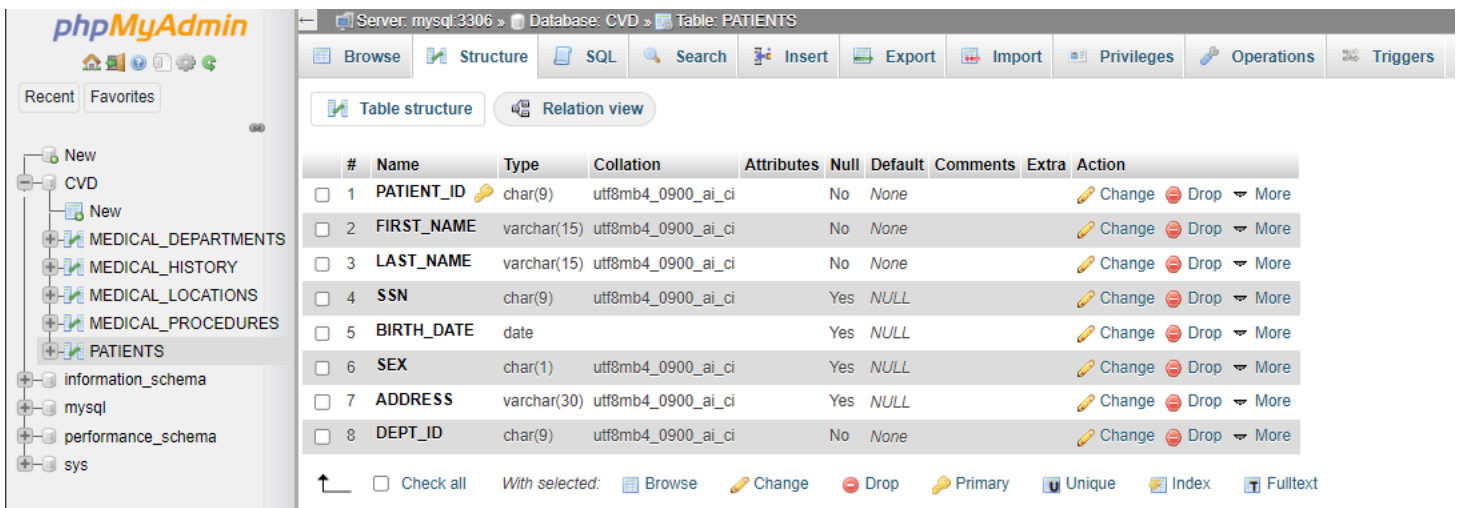 phpMyAdmin
Recent Favorites
New
CVD
New
MEDICAL_DEPARTMENTS
MEDICAL_HISTORY
MEDICAL_LOCATIONS
MEDICAL_PROCEDURES
PATIENTS
information_schema
mysql
performance_schema
sys
Server: mysql:3306 » Database: CVD » Table: PATIENTS
Browse Structure SQL Search Insert Export Import Privileges Operations Triggers
Table structure Relation view
# Name Type Collation Attributes Null Default Comments Extra Action
1 PATIENT_ID char(9) utf8mb4_0900_ai_ci No None Change Drop More
2 FIRST_NAME varchar(15) utf8mb4_0900_ai_ci No None Change Drop More
3 LAST_NAME varchar(15) utf8mb4_0900_ai_ci No None Change Drop More
4 SSN char(9) utf8mb4_0900_ai_ci Yes NULL Change Drop More
5 BIRTH_DATE date Yes NULL Change Drop More
6 SEX char(1) utf8mb4_0900_ai_ci Yes NULL Change Drop More
7 ADDRESS varchar(30) utf8mb4_0900_ai_ci Yes NULL Change Drop More
8 DEPT_ID char(9) utf8mb4_0900_ai_ci No None Change Drop More
Check all With selected: Browse Change Drop Primary Unique Index Fulltext